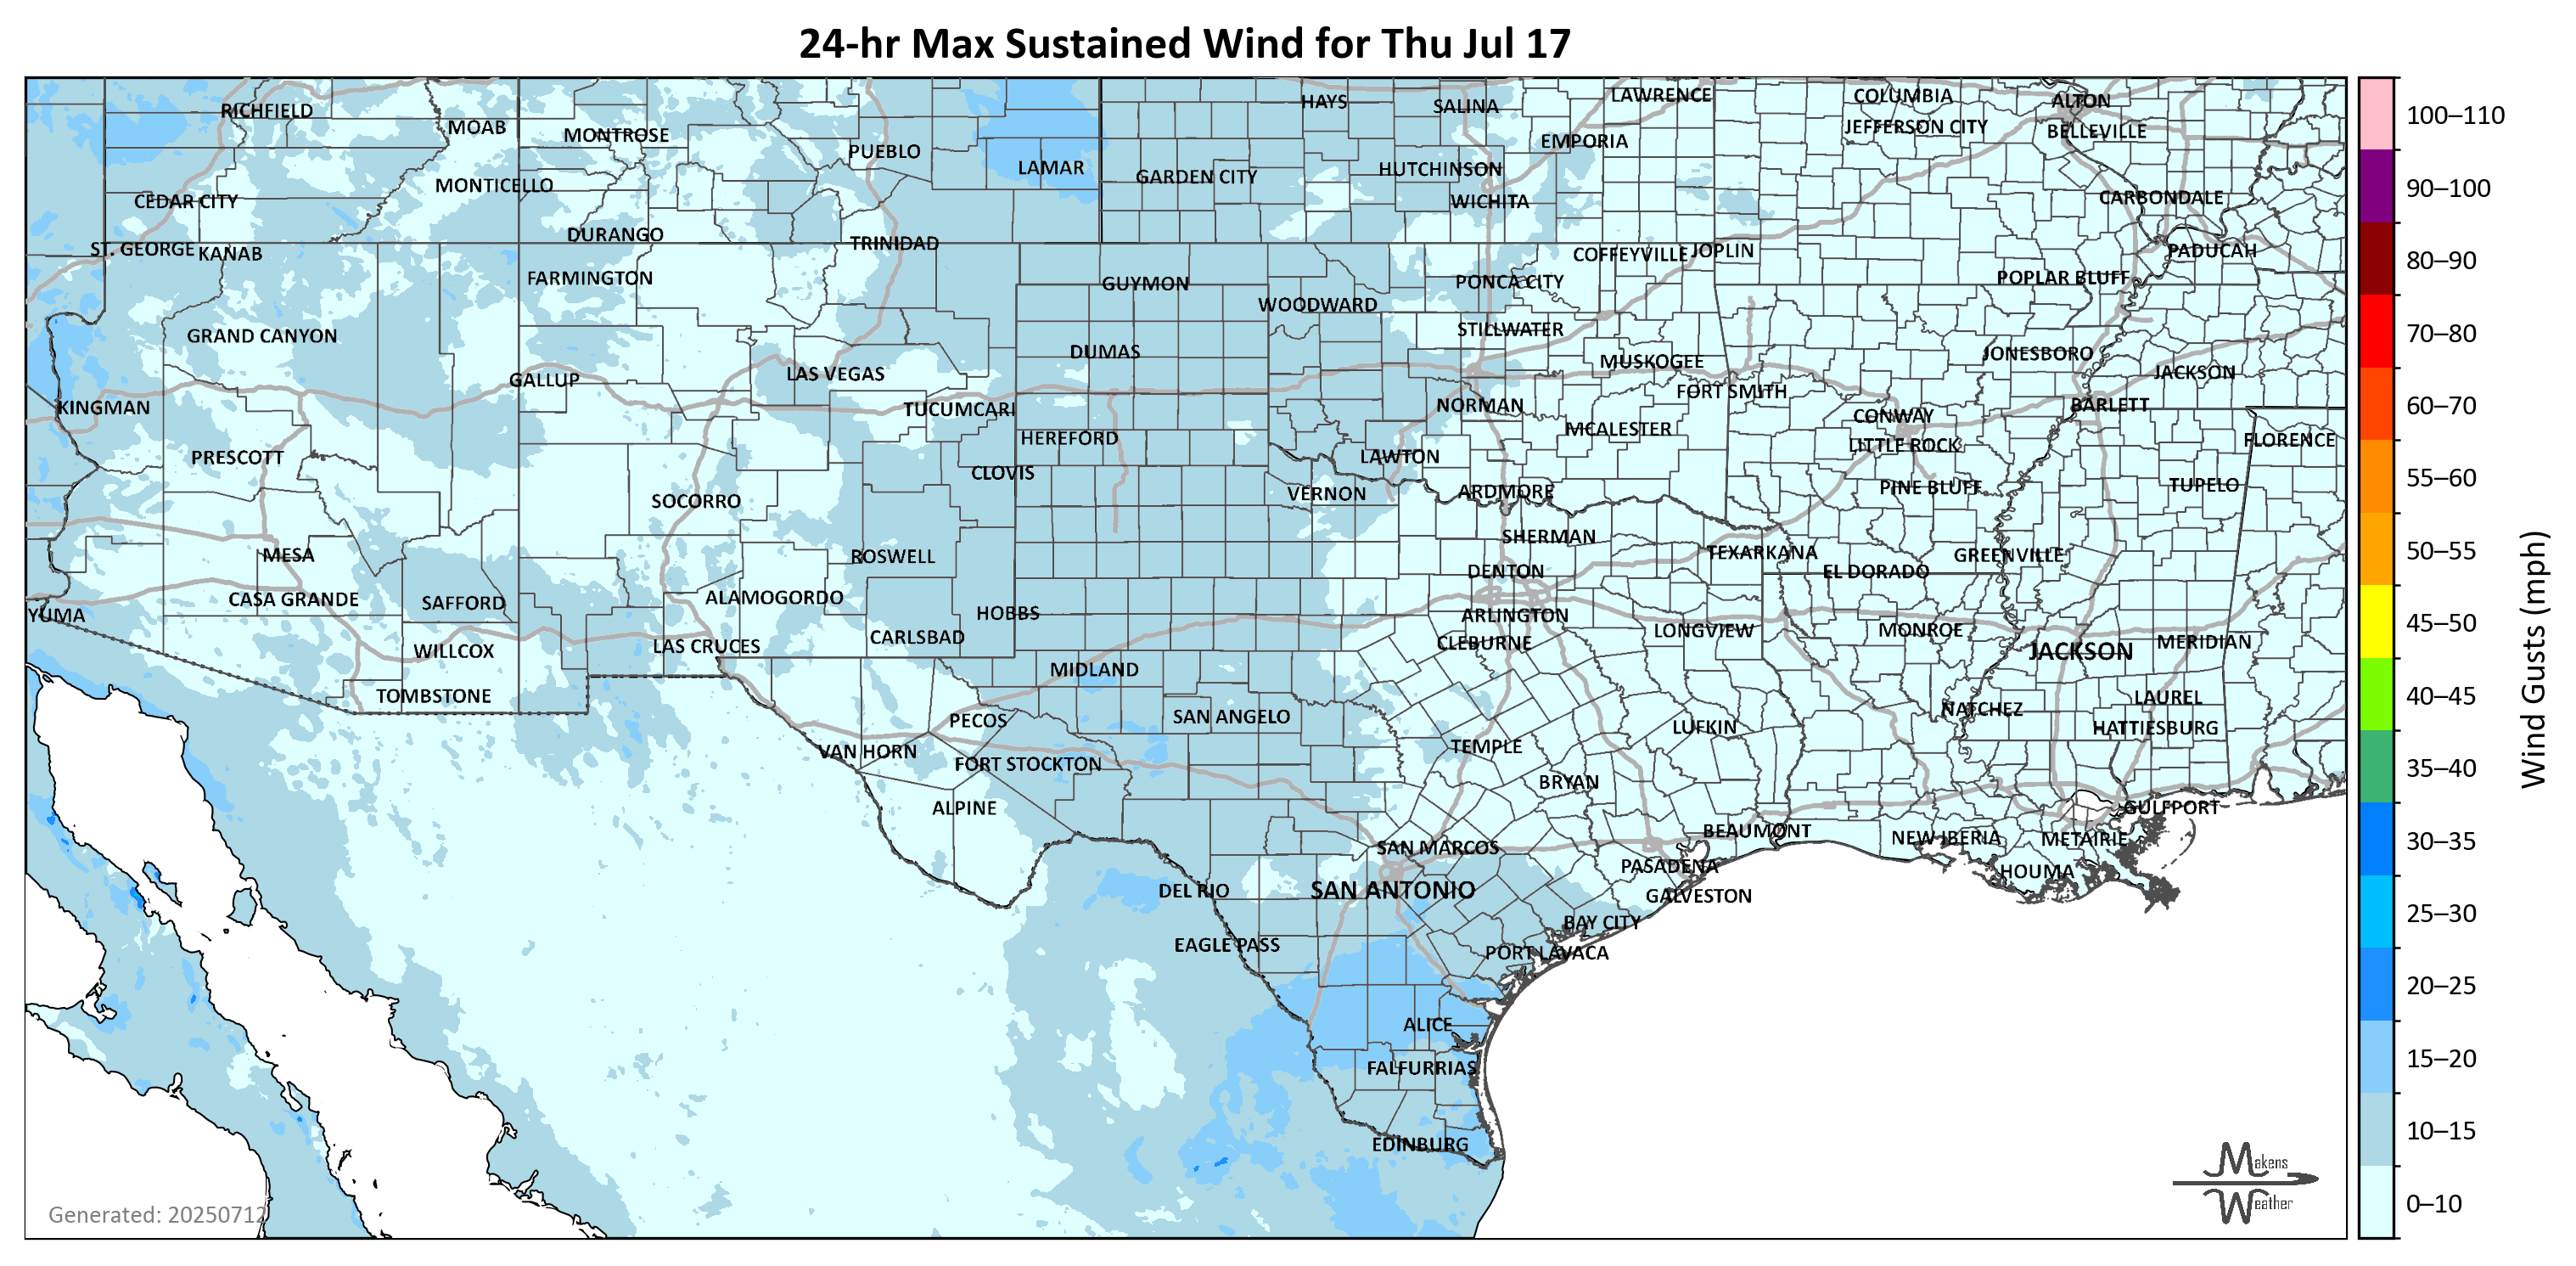 24-hr Max Sustained Wind for Thu Jul 17
RICHFIELD
MOAB
MONTROSE
PUEBLO
LAMAR
HAYS
SALINA
LAWRENCE
COLUMBIA
ALTON
JEFFERSON CITY
BELLEVILLE
EMPORIA
MONTICELLO
GARDEN CITY
HUTCHINSON
WICHITA
CEDAR CITY
CARBONDALE
ST. GEORGE
KANAB
DURANGO
TRINIDAD
COFFEYVILLE
JOPLIN
PADUCAH
FARMINGTON
GUYMON
WOODWARD
PONCA CITY
POPLAR BLUFF
GRAND CANYON
DUMAS
STILLWATER
MUSKOGEE
JONESBORO
JACKSON
GALLUP
LAS VEGAS
FORT SMITH
KINGMAN
TUCUMCARI
NORMAN
CONWAY
BARLETT
PRESCOTT
HEREFORD
MCALESTER
LITTLE ROCK
FLORENCE
CLOVIS
LAWTON
SOCORRO
VERNON
ARDMORE
PINE BLUFF
TUPELO
MESA
ROSWELL
SHERMAN
TEXARKANA
GREENVILLE
DENTON
EL DORADO
YUMA
CASA GRANDE
SAFFORD
ALAMOGORDO
HOBBS
ARLINGTON
CARLSBAD
CLEBURNE
LONGVIEW
MONROE
JACKSON
MERIDIAN
WILLCOX
LAS CRUCES
MIDLAND
TOMBSTONE
PECOS
SAN ANGELO
LUFKIN
NATCHEZ
LAUREL
HATTIESBURG
VAN HORN
FORT STOCKTON
TEMPLE
BRYAN
ALPINE
GULFPORT
SAN MARCOS
BEAUMONT
NEW IBERIA
METAIRIE
PASADENA
HOUMA
DEL RIO
SAN ANTONIO
GALVESTON
BAY CITY
EAGLE PASS
PORT LAVACA
ALICE
FALFURRIAS
EDINBURG
Generated: 20250712
Makens
Weather
100–110
90–100
80–90
70–80
60–70
55–60
50–55
45–50
40–45
35–40
30–35
25–30
20–25
15–20
10–15
0–10
Wind Gusts (mph)